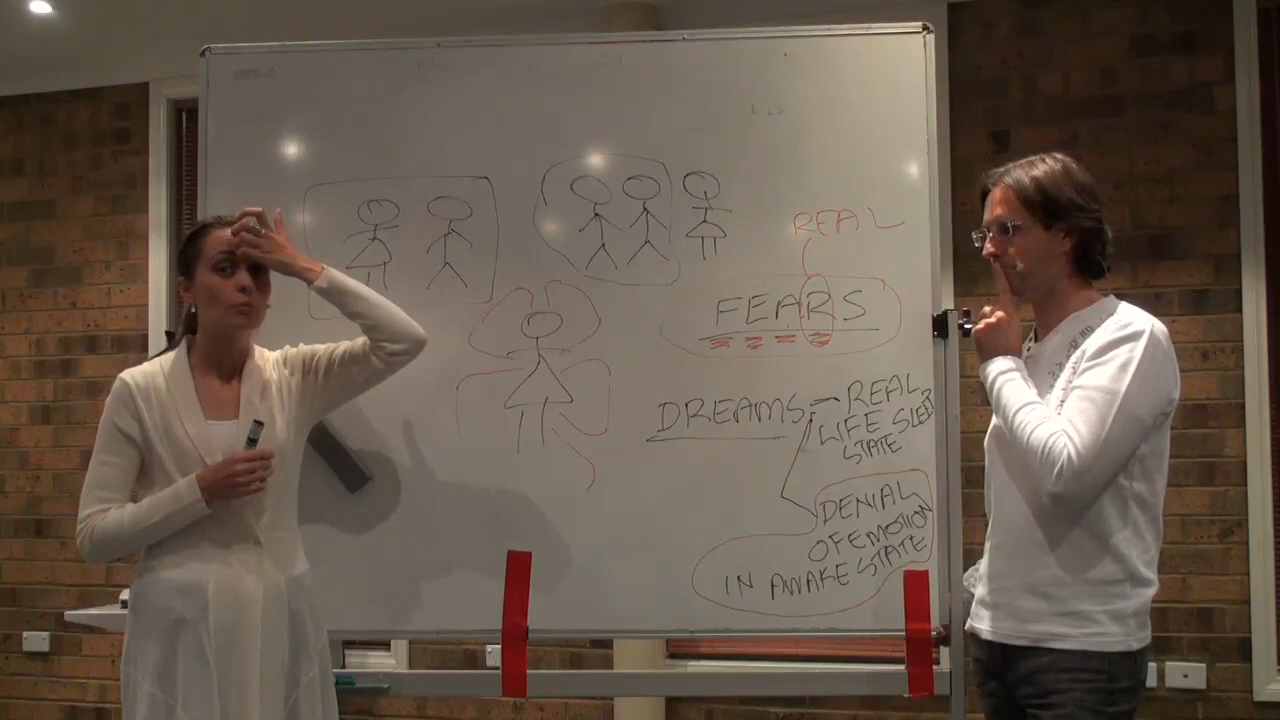 REAL
FEARS
DREAMS — REAL
LIFE SLEEP
STATE
DENIAL
OF EMOTION
IN AWAKE STATE